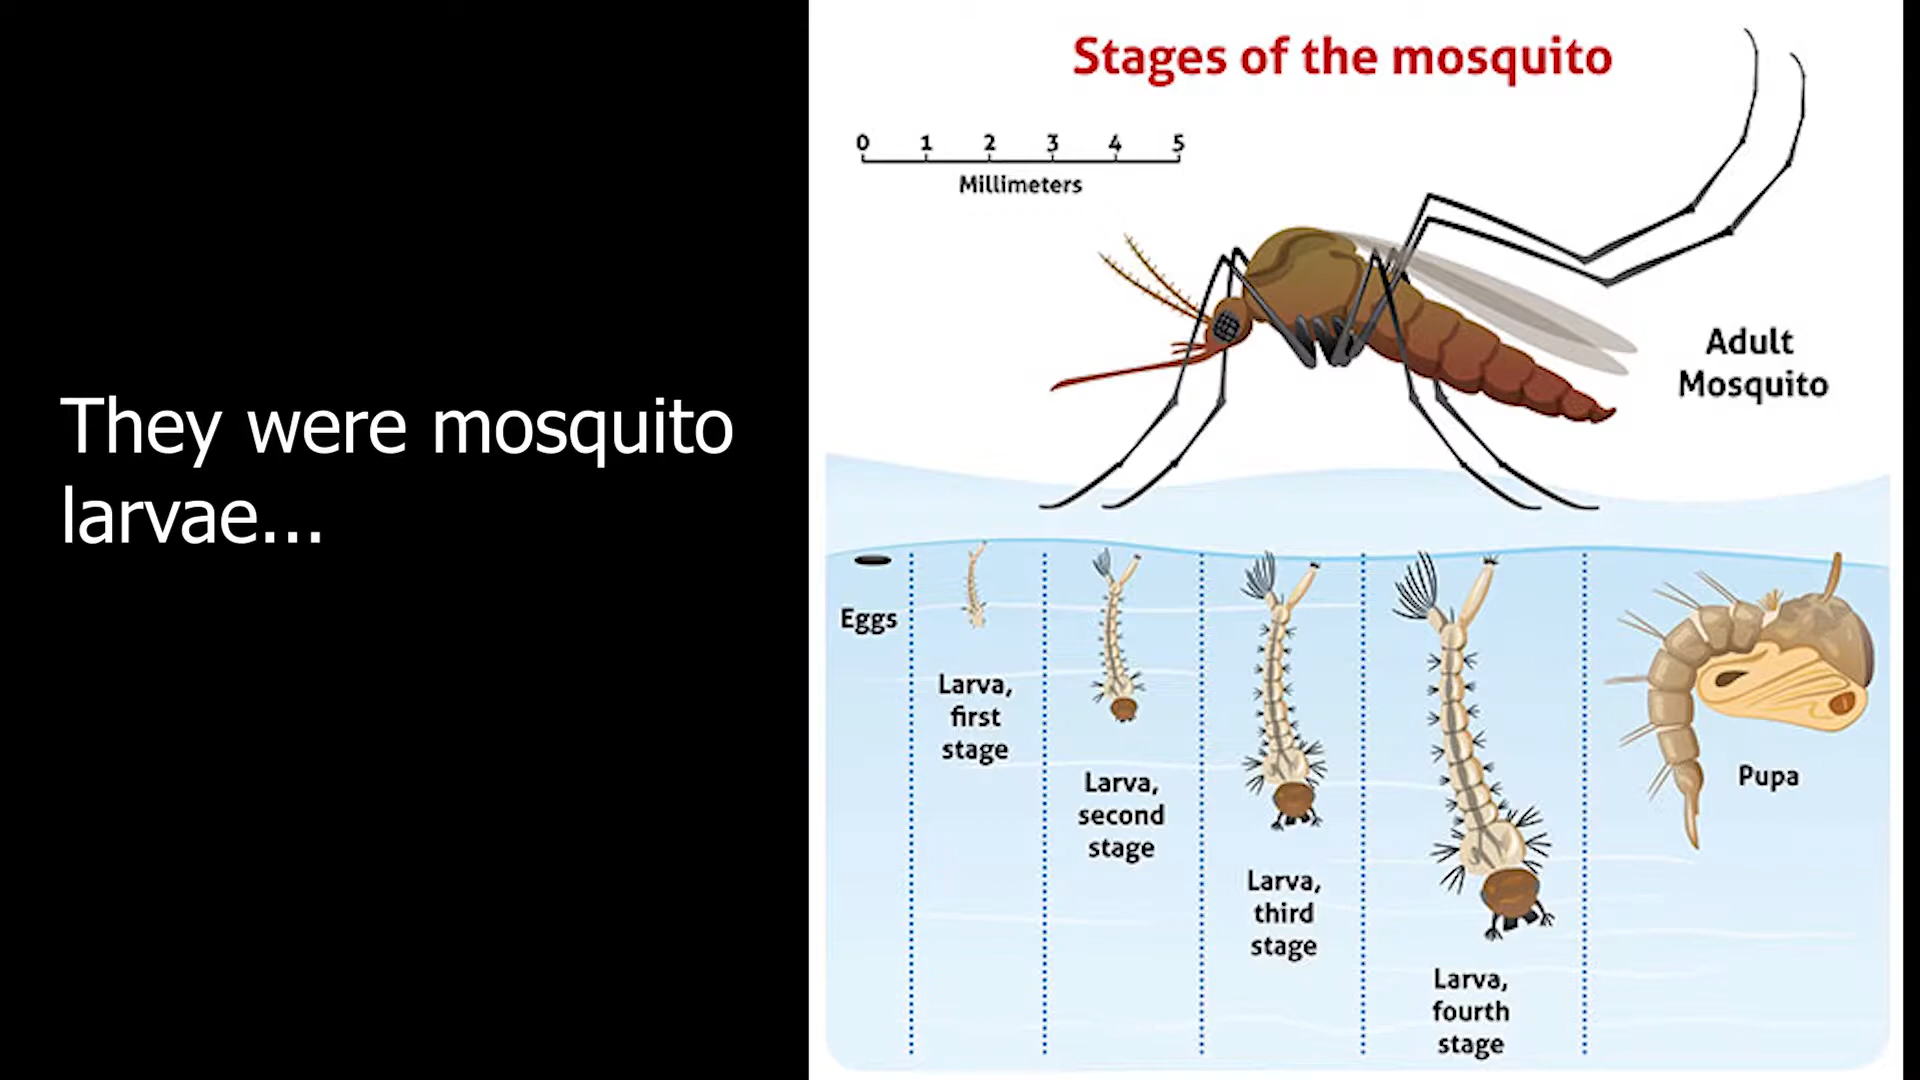 They were mosquito
larvae...
Stages of the mosquito
0 1 2 3 4 5
Millimeters
Adult
Mosquito
Eggs
Larva,
first
stage
Larva,
second
stage
Larva,
third
stage
Larva,
fourth
stage
Pupa